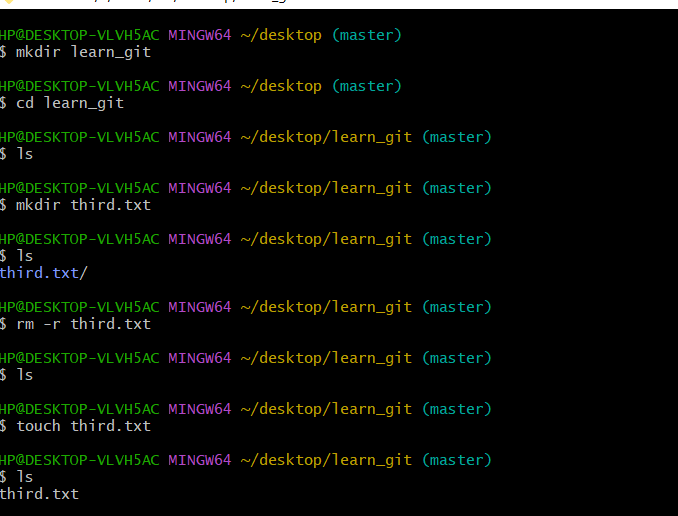 HP@DESKTOP-VLVH5AC MINGW64 ~/desktop (master)
$ mkdir learn_git
HP@DESKTOP-VLVH5AC MINGW64 ~/desktop (master)
$ cd learn_git
HP@DESKTOP-VLVH5AC MINGW64 ~/desktop/learn_git (master)
$ ls
HP@DESKTOP-VLVH5AC MINGW64 ~/desktop/learn_git (master)
$ mkdir third.txt
HP@DESKTOP-VLVH5AC MINGW64 ~/desktop/learn_git (master)
$ ls
third.txt/
HP@DESKTOP-VLVH5AC MINGW64 ~/desktop/learn_git (master)
$ rm -r third.txt
HP@DESKTOP-VLVH5AC MINGW64 ~/desktop/learn_git (master)
$ ls
HP@DESKTOP-VLVH5AC MINGW64 ~/desktop/learn_git (master)
$ touch third.txt
HP@DESKTOP-VLVH5AC MINGW64 ~/desktop/learn_git (master)
$ ls
third.txt